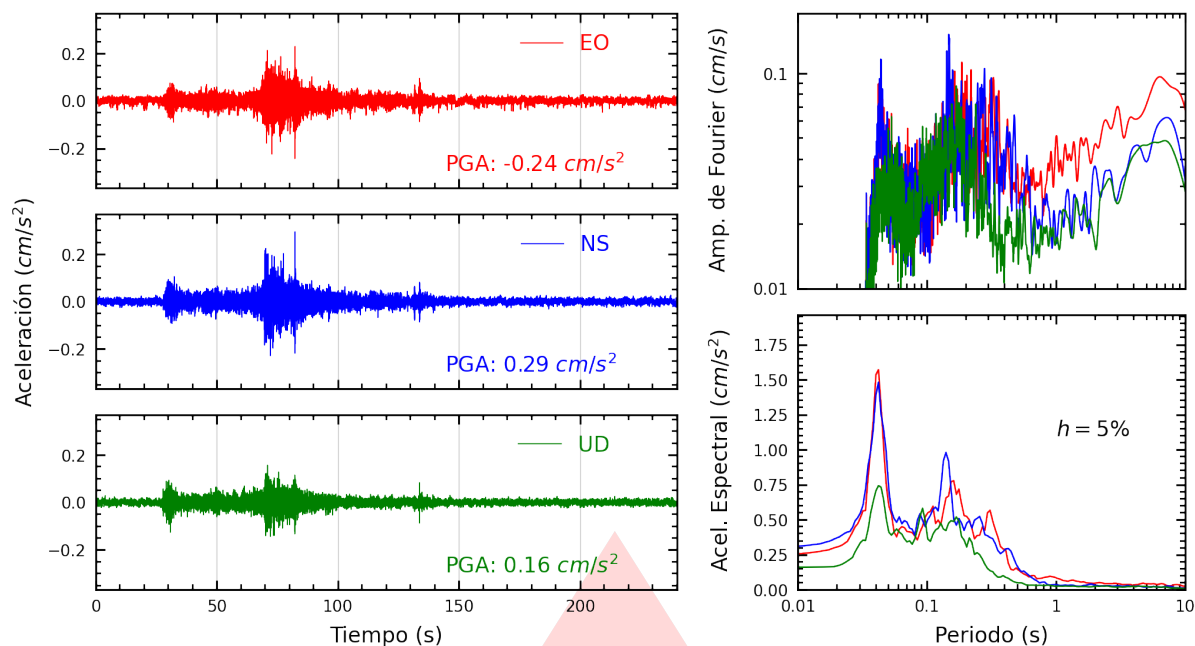 Aceleración (cm/s²)
0.2
0.0
−0.2
EO
PGA: -0.24 cm/s²
0.2
0.0
−0.2
NS
PGA: 0.29 cm/s²
0.2
0.0
−0.2
UD
PGA: 0.16 cm/s²
0 50 100 150 200
Tiempo (s)
Amp. de Fourier (cm/s)
0.1
0.01
Acel. Espectral (cm/s²)
1.75
1.50
1.25
1.00
0.75
0.50
0.25
0.00
h = 5%
0.01 0.1 1 10
Periodo (s)